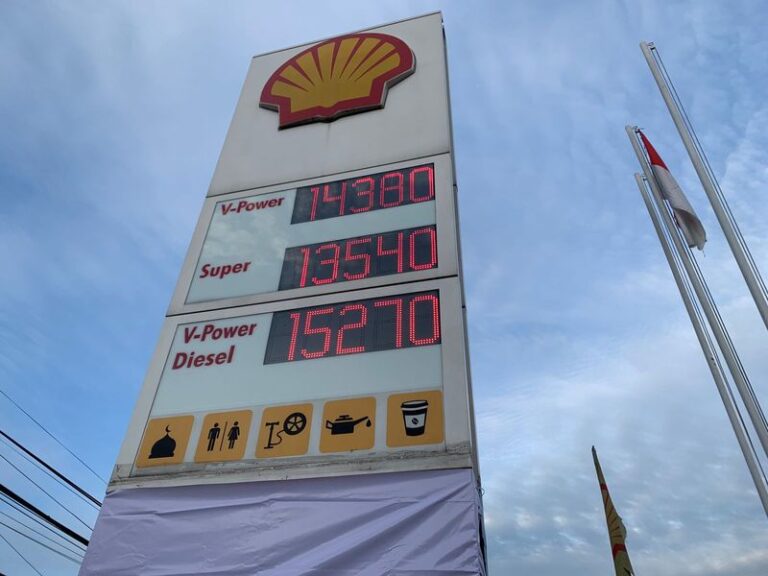 V-Power 14380
Super 13540
V-Power
Diesel 15270